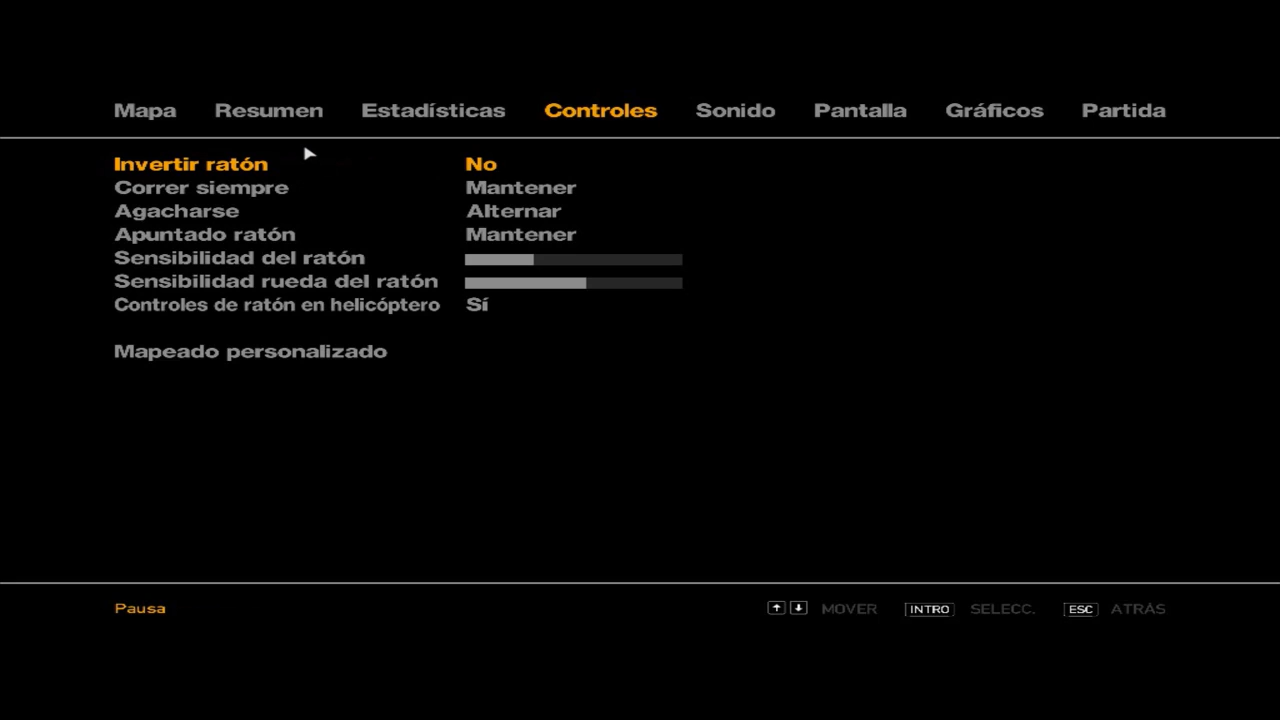 Mapa Resumen Estadísticas Controles Sonido Pantalla Gráficos Partida
Invertir ratón No
Correr siempre Mantener
Agacharse Alternar
Apuntado ratón Mantener
Sensibilidad del ratón
Sensibilidad rueda del ratón
Controles de ratón en helicóptero Sí
Mapeado personalizado
Pausa MOVER INTRO SELECC. ESC ATRÁS